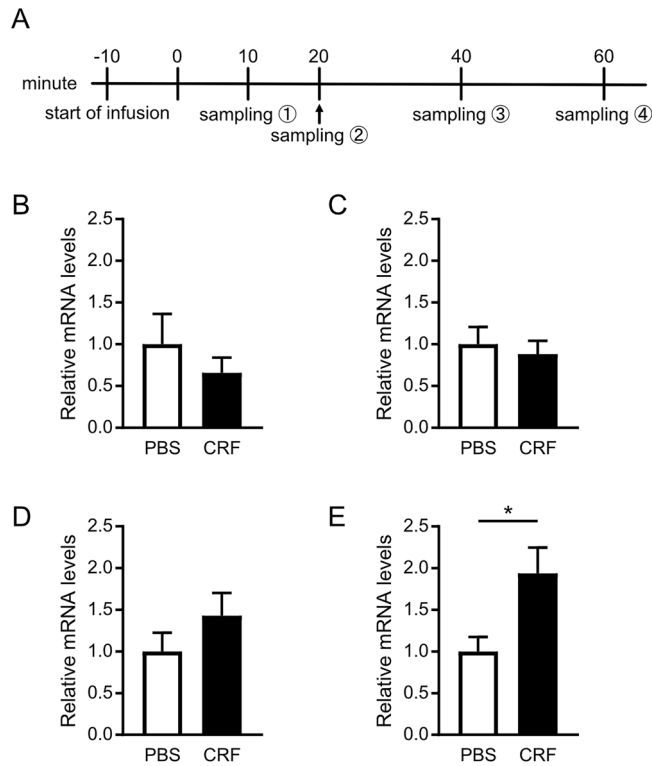 A
-10 0 10 20 40 60
minute
start of infusion sampling ① sampling ③ sampling ④
sampling ②
B
Relative mRNA levels
2.5
2.0
1.5
1.0
0.5
0.0
PBS CRF
C
Relative mRNA levels
2.5
2.0
1.5
1.0
0.5
0.0
PBS CRF
D
Relative mRNA levels
2.5
2.0
1.5
1.0
0.5
0.0
PBS CRF
E
Relative mRNA levels
2.5
2.0
1.5
1.0
0.5
0.0
*
PBS CRF